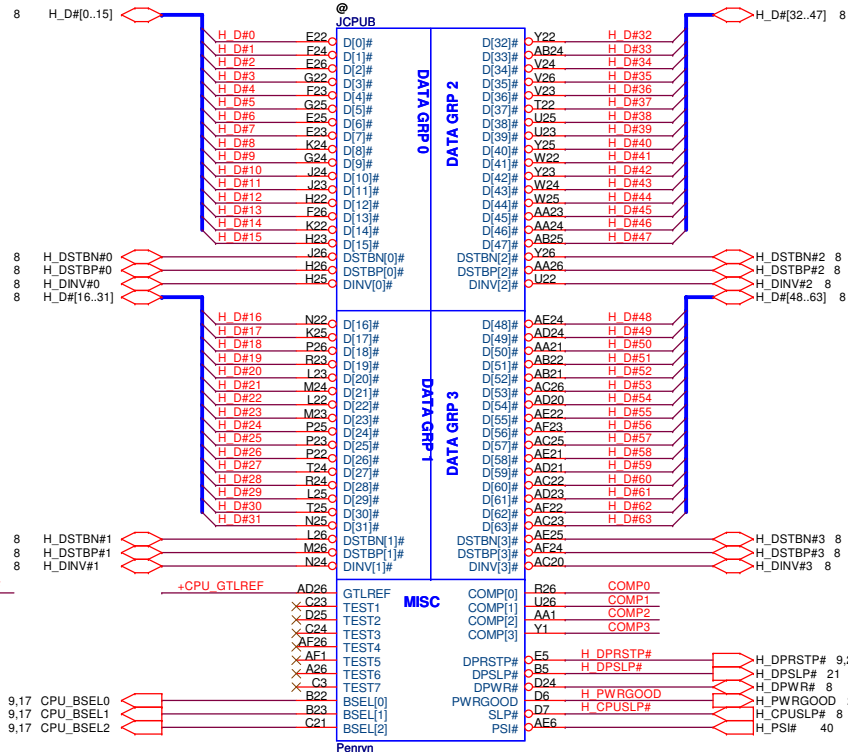 @
JCPUB
8 H_D#[0..15] H_D#[32..47] 8
H_D#0 E22 D[0]# D[32]# Y22 H_D#32
H_D#1 F24 D[1]# D[33]# AB24 H_D#33
H_D#2 E26 D[2]# D[34]# V24 H_D#34
H_D#3 G22 D[3]# D[35]# V26 H_D#35
H_D#4 F23 D[4]# D[36]# V23 H_D#36
H_D#5 G25 D[5]# D[37]# T22 H_D#37
H_D#6 E25 D[6]# D[38]# U25 H_D#38
H_D#7 E23 D[7]# D[39]# U23 H_D#39
H_D#8 K24 D[8]# D[40]# Y25 H_D#40
H_D#9 G24 D[9]# D[41]# W22 H_D#41
H_D#10 J24 D[10]# D[42]# Y23 H_D#42
H_D#11 J23 D[11]# D[43]# W24 H_D#43
H_D#12 H22 D[12]# D[44]# W25 H_D#44
H_D#13 F26 D[13]# D[45]# AA23 H_D#45
H_D#14 K22 D[14]# D[46]# AA24 H_D#46
H_D#15 H23 D[15]# D[47]# AB25 H_D#47
8 H_DSTBN#0 J26 DSTBN[0]# DSTBN[2]# Y26 H_DSTBN#2 8
8 H_DSTBP#0 H26 DSTBP[0]# DSTBP[2]# AA26 H_DSTBP#2 8
8 H_DINV#0 H25 DINV[0]# DINV[2]# U22 H_DINV#2 8
DATA GRP 0
DATA GRP 2
8 H_D#[16..31] H_D#[48..63] 8
H_D#16 N22 D[16]# D[48]# AE24 H_D#48
H_D#17 K25 D[17]# D[49]# AD24 H_D#49
H_D#18 P26 D[18]# D[50]# AA21 H_D#50
H_D#19 R23 D[19]# D[51]# AB22 H_D#51
H_D#20 L23 D[20]# D[52]# AB21 H_D#52
H_D#21 M24 D[21]# D[53]# AC26 H_D#53
H_D#22 L22 D[22]# D[54]# AD20 H_D#54
H_D#23 M23 D[23]# D[55]# AE22 H_D#55
H_D#24 P25 D[24]# D[56]# AF23 H_D#56
H_D#25 P23 D[25]# D[57]# AC25 H_D#57
H_D#26 P22 D[26]# D[58]# AE21 H_D#58
H_D#27 T24 D[27]# D[59]# AD21 H_D#59
H_D#28 R24 D[28]# D[60]# AC22 H_D#60
H_D#29 L25 D[29]# D[61]# AD23 H_D#61
H_D#30 T25 D[30]# D[62]# AF22 H_D#62
H_D#31 N25 D[31]# D[63]# AC23 H_D#63
8 H_DSTBN#1 L26 DSTBN[1]# DSTBN[3]# AE25 H_DSTBN#3 8
8 H_DSTBP#1 M26 DSTBP[1]# DSTBP[3]# AF24 H_DSTBP#3 8
8 H_DINV#1 N24 DINV[1]# DINV[3]# AC20 H_DINV#3 8
DATA GRP 1
DATA GRP 3
+CPU_GTLREF AD26 GTLREF COMP[0] R26 COMP0
C23 TEST1 MISC COMP[1] U26 COMP1
D25 TEST2 COMP[2] AA1 COMP2
C24 TEST3 COMP[3] Y1 COMP3
AF26 TEST4
AF1 TEST5 DPRSTP# E5 H_DPRSTP# H_DPRSTP#
A26 TEST6 DPSLP# B5 H_DPSLP# H_DPSLP# 21
C3 TEST7 DPWR# D24 H_DPWR# 8
9,17 CPU_BSEL0 B22 BSEL[0] PWRGOOD D6 H_PWRGOOD H_PWRGOOD
9,17 CPU_BSEL1 B23 BSEL[1] SLP# D7 H_CPUSLP# H_CPUSLP# 8
9,17 CPU_BSEL2 C21 BSEL[2] PSI# AE6 H_PSI# 40
Penryn